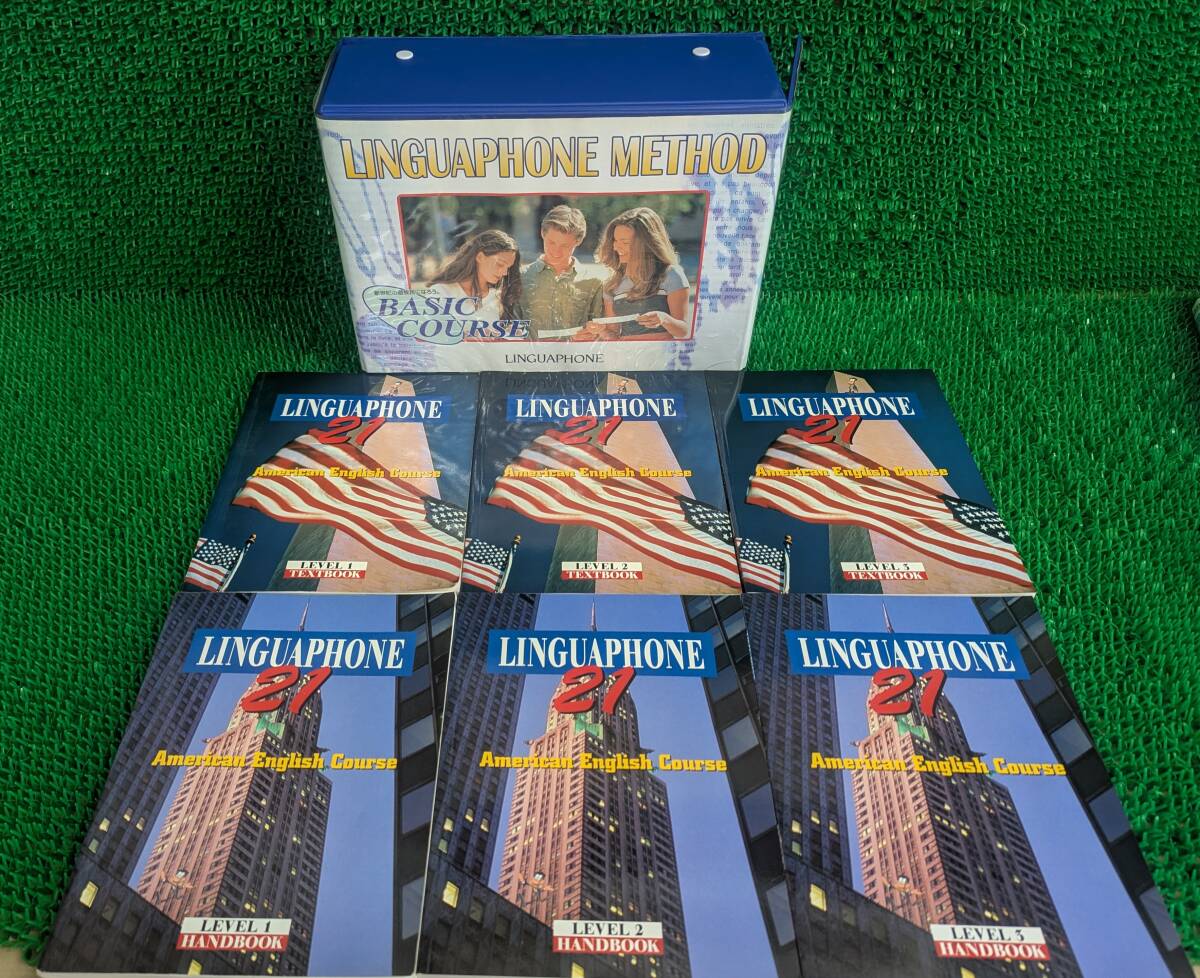 LINGUAPHONE METHOD
BASIC
COURSE
LINGUAPHONE
LINGUAPHONE
21
American English Course
LEVEL 1
TEXTBOOK
LINGUAPHONE
21
American English Course
LEVEL 2
TEXTBOOK
LINGUAPHONE
21
American English Course
LEVEL 3
TEXTBOOK
LINGUAPHONE
21
American English Course
LEVEL 1
HANDBOOK
LINGUAPHONE
21
American English Course
LEVEL 2
HANDBOOK
LINGUAPHONE
21
American English Course
LEVEL 3
HANDBOOK